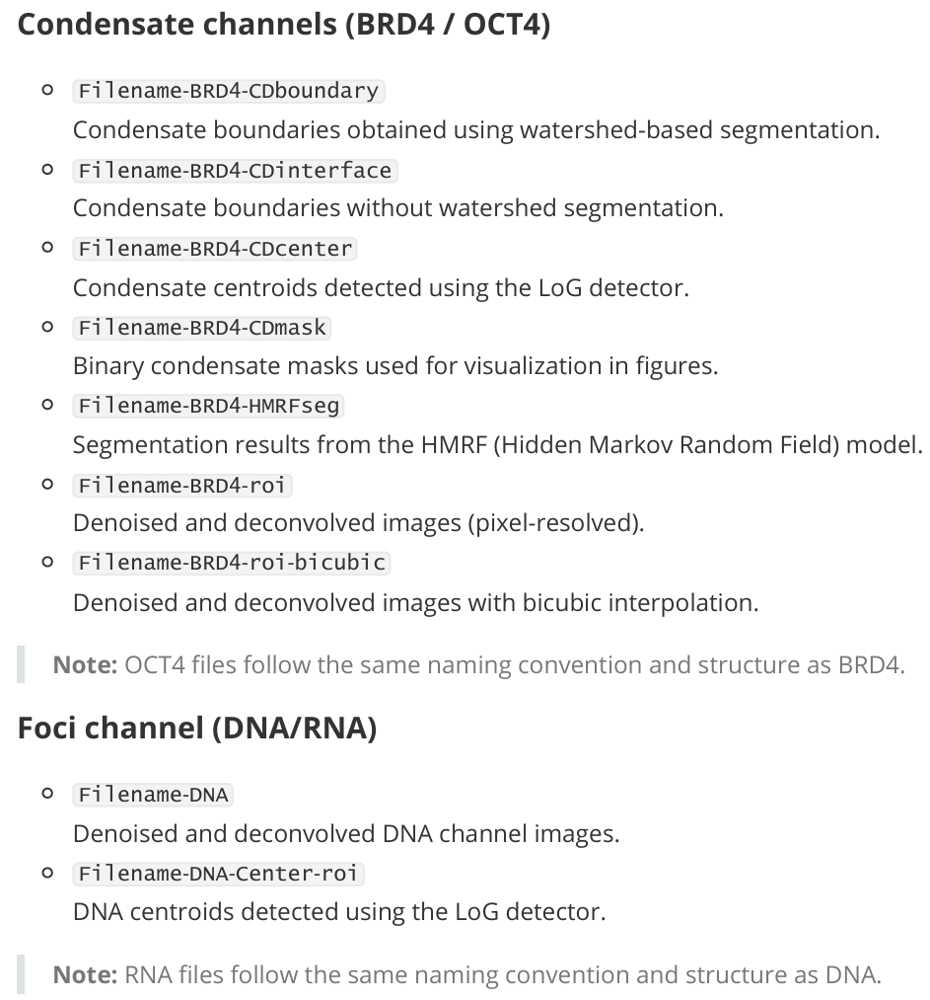 Condensate channels (BRD4 / OCT4)
Filename-BRD4-CDboundary
Condensate boundaries obtained using watershed-based segmentation.
Filename-BRD4-CDinterface
Condensate boundaries without watershed segmentation.
Filename-BRD4-CDcenter
Condensate centroids detected using the LoG detector.
Filename-BRD4-CDmask
Binary condensate masks used for visualization in figures.
Filename-BRD4-HMRFseg
Segmentation results from the HMRF (Hidden Markov Random Field) model.
Filename-BRD4-roi
Denoised and deconvolved images (pixel-resolved).
Filename-BRD4-roi-bicubic
Denoised and deconvolved images with bicubic interpolation.
Note: OCT4 files follow the same naming convention and structure as BRD4.
Foci channel (DNA/RNA)
Filename-DNA
Denoised and deconvolved DNA channel images.
Filename-DNA-Center-roi
DNA centroids detected using the LoG detector.
Note: RNA files follow the same naming convention and structure as DNA.